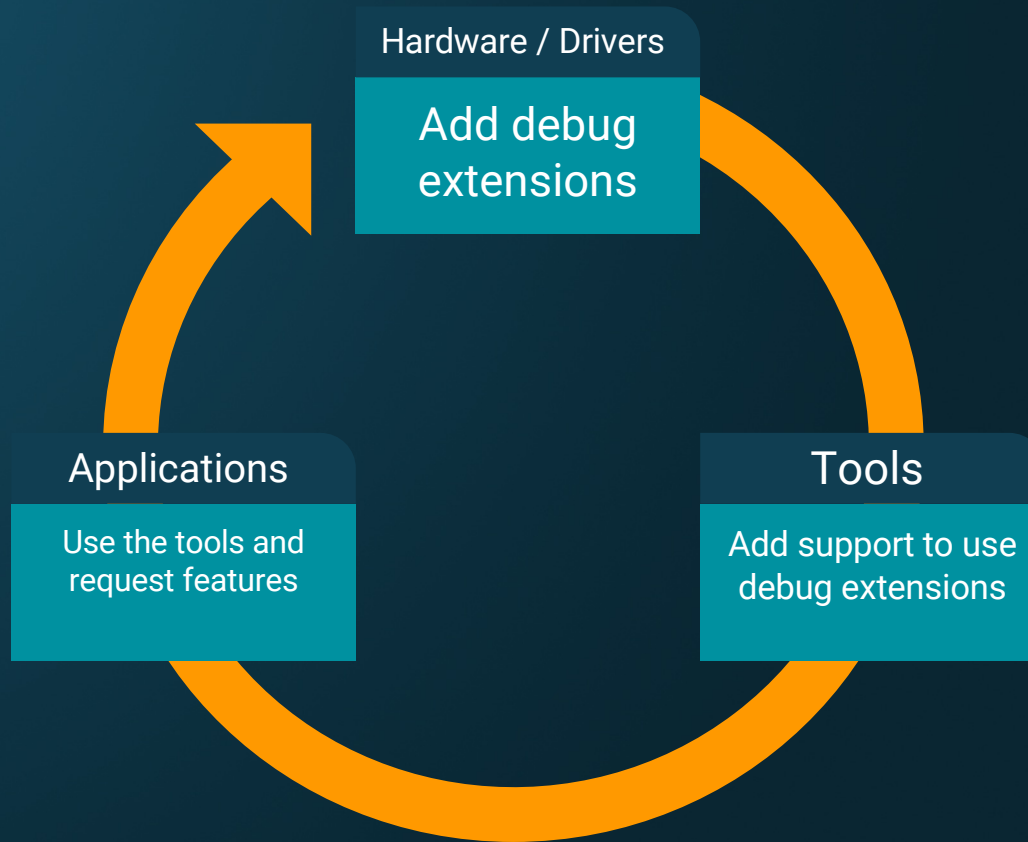 Hardware / Drivers
Add debug
extensions
Applications
Use the tools and
request features
Tools
Add support to use
debug extensions